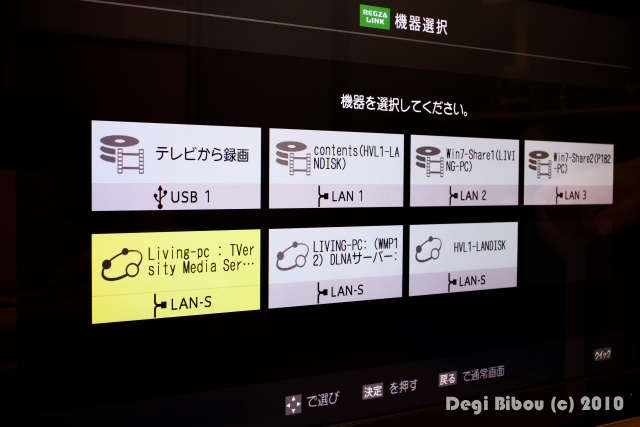 REGZA LINK 機器選択
機器を選択してください。
テレビから録画
USB 1
contents(HVL1-LA
NDISK)
LAN 1
Win7-Share1(LIVI
NG-PC)
LAN 2
Win7-Share2(P182
-PC)
LAN 3
Living-pc : TVer
sity Media Ser…
LAN-S
LIVING-PC: (WMP1
2) DLNAサーバー:
LAN-S
HVL1-LANDISK
LAN-S
クイック
で選び 決定 を押す 戻る で通常画面
Degi Bibou (c) 2010